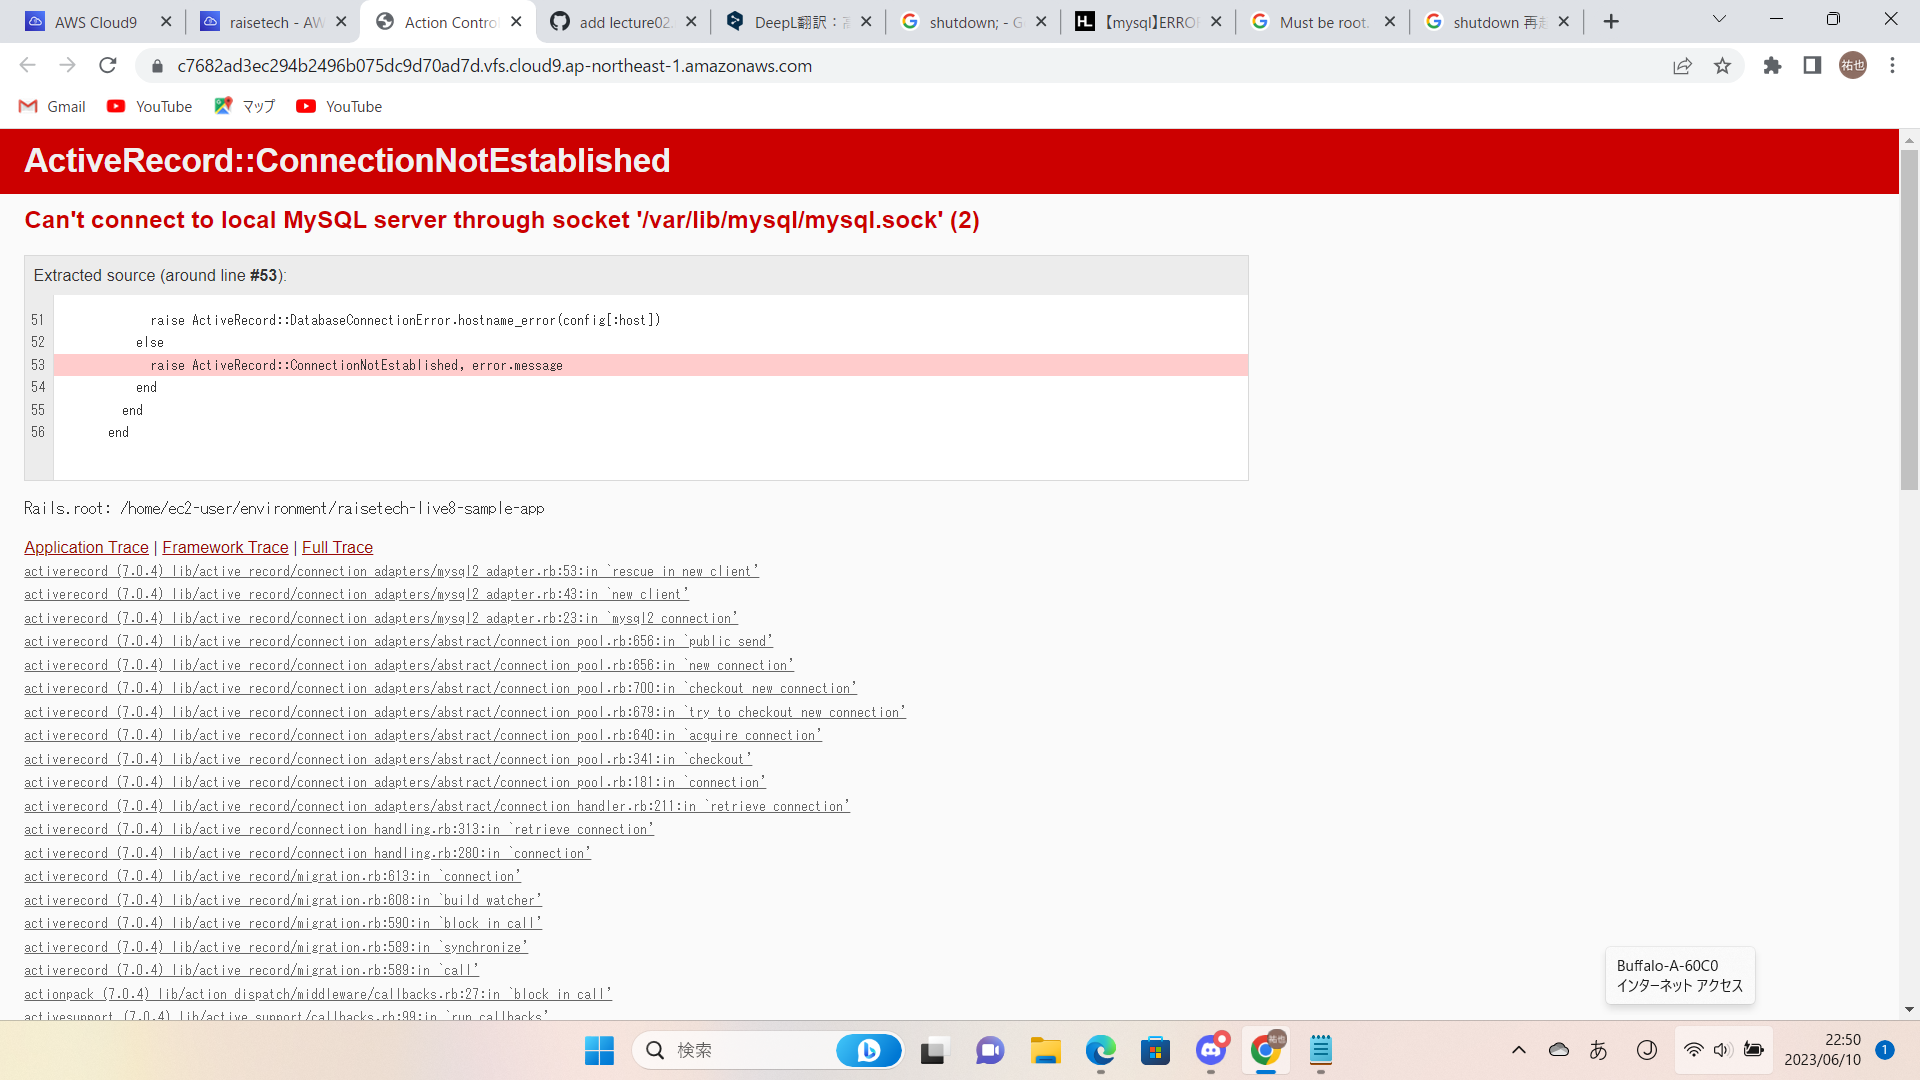 AWS Cloud9
raisetech - AW
Action Contro
add lecture02.
DeepL翻訳：高
shutdown; - G
【mysql】ERRO
Must be root.
shutdown 再起
c7682ad3ec294b2496b075dc9d70ad7d.vfs.cloud9.ap-northeast-1.amazonaws.com
祐也
Gmail
YouTube
マップ
YouTube
ActiveRecord::ConnectionNotEstablished
Can't connect to local MySQL server through socket '/var/lib/mysql/mysql.sock' (2)
Extracted source (around line #53):
51 raise ActiveRecord::DatabaseConnectionError.hostname_error(config[:host])
52 else
53 raise ActiveRecord::ConnectionNotEstablished, error.message
54 end
55 end
56 end
Rails.root: /home/ec2-user/environment/raisetech-live8-sample-app
Application Trace | Framework Trace | Full Trace
activerecord (7.0.4) lib/active_record/connection_adapters/mysql2_adapter.rb:53:in `rescue in new_client'
activerecord (7.0.4) lib/active_record/connection_adapters/mysql2_adapter.rb:43:in `new_client'
activerecord (7.0.4) lib/active_record/connection_adapters/mysql2_adapter.rb:23:in `mysql2_connection'
activerecord (7.0.4) lib/active_record/connection_adapters/abstract/connection_pool.rb:656:in `public_send'
activerecord (7.0.4) lib/active_record/connection_adapters/abstract/connection_pool.rb:656:in `new_connection'
activerecord (7.0.4) lib/active_record/connection_adapters/abstract/connection_pool.rb:700:in `checkout_new_connection'
activerecord (7.0.4) lib/active_record/connection_adapters/abstract/connection_pool.rb:679:in `try_to_checkout_new_connection'
activerecord (7.0.4) lib/active_record/connection_adapters/abstract/connection_pool.rb:640:in `acquire_connection'
activerecord (7.0.4) lib/active_record/connection_adapters/abstract/connection_pool.rb:341:in `checkout'
activerecord (7.0.4) lib/active_record/connection_adapters/abstract/connection_pool.rb:181:in `connection'
activerecord (7.0.4) lib/active_record/connection_adapters/abstract/connection_handler.rb:211:in `retrieve_connection'
activerecord (7.0.4) lib/active_record/connection_handling.rb:313:in `retrieve_connection'
activerecord (7.0.4) lib/active_record/connection_handling.rb:280:in `connection'
activerecord (7.0.4) lib/active_record/migration.rb:613:in `connection'
activerecord (7.0.4) lib/active_record/migration.rb:608:in `build_watcher'
activerecord (7.0.4) lib/active_record/migration.rb:590:in `block in call'
activerecord (7.0.4) lib/active_record/migration.rb:589:in `synchronize'
activerecord (7.0.4) lib/active_record/migration.rb:589:in `call'
actionpack (7.0.4) lib/action_dispatch/middleware/callbacks.rb:27:in `block in call'
activesupport (7.0.4) lib/active_support/callbacks.rb:99:in `run_callbacks'
Buffalo-A-60C0
インターネット アクセス
検索
あ
22:50
2023/06/10
1